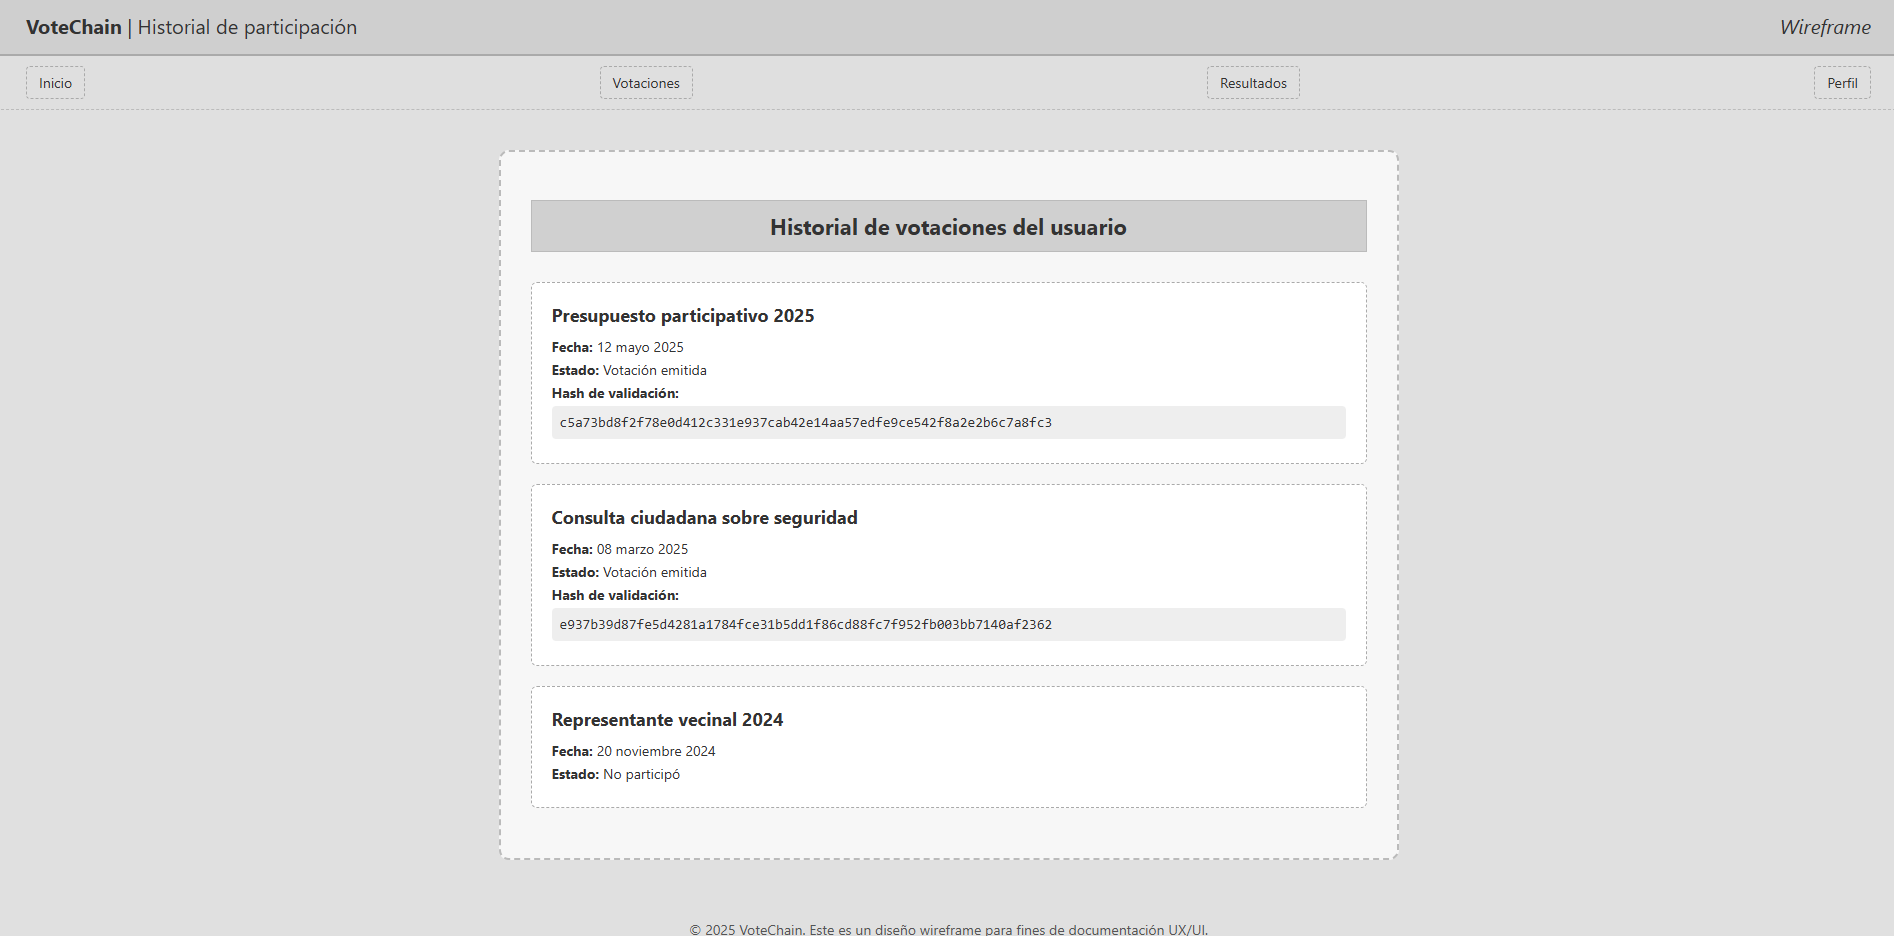 VoteChain | Historial de participación
Wireframe
Inicio
Votaciones
Resultados
Perfil
Historial de votaciones del usuario
Presupuesto participativo 2025
Fecha: 12 mayo 2025
Estado: Votación emitida
Hash de validación:
c5a73bd8f2f78e0d412c331e937cab42e14aa57edfe9ce542f8a2e2b6c7a8fc3
Consulta ciudadana sobre seguridad
Fecha: 08 marzo 2025
Estado: Votación emitida
Hash de validación:
e937b39d87fe5d4281a1784fce31b5dd1f86cd88fc7f952fb003bb7140af2362
Representante vecinal 2024
Fecha: 20 noviembre 2024
Estado: No participó
© 2025 VoteChain. Este es un diseño wireframe para fines de documentación UX/UI.